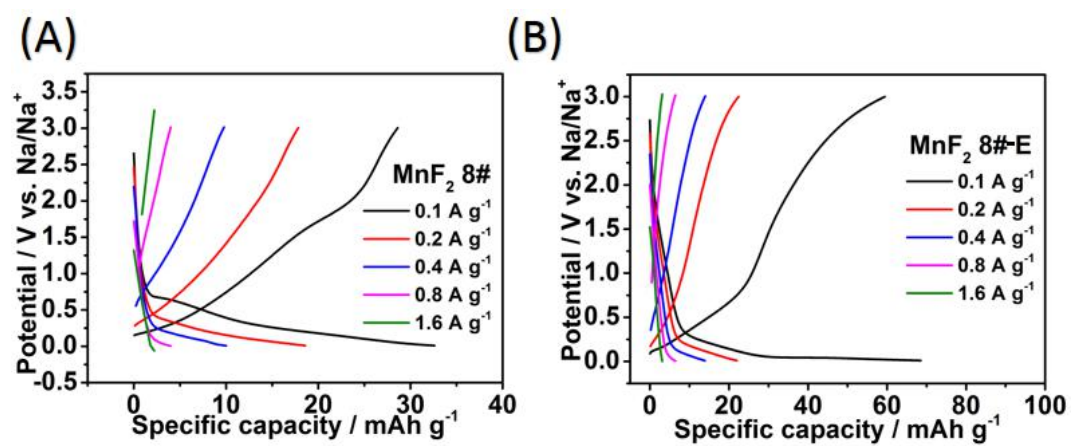 (A)
Potential / V vs. Na/Na⁺
3.5
3.0
2.5
2.0
1.5
1.0
0.5
0.0
-0.5
MnF₂ 8#
0.1 A g⁻¹
0.2 A g⁻¹
0.4 A g⁻¹
0.8 A g⁻¹
1.6 A g⁻¹
0 10 20 30 40
Specific capacity / mAh g⁻¹
(B)
Potential / V vs. Na/Na⁺
3.0
2.5
2.0
1.5
1.0
0.5
0.0
MnF₂ 8#-E
0.1 A g⁻¹
0.2 A g⁻¹
0.4 A g⁻¹
0.8 A g⁻¹
1.6 A g⁻¹
0 20 40 60 80 100
Specific capacity / mAh g⁻¹